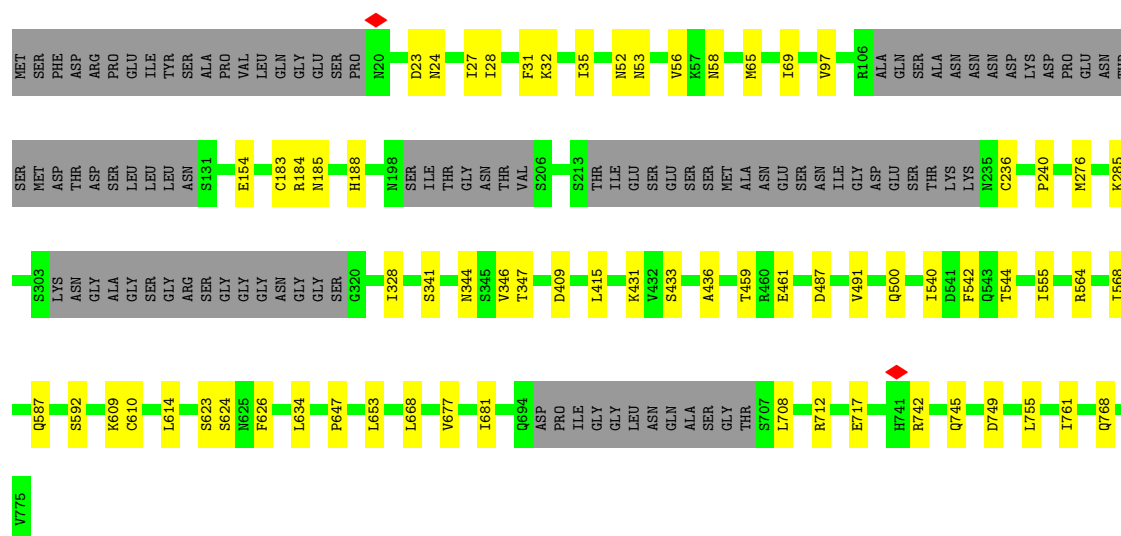 MET SER PHE ASP ARG PRO GLU ILE TYR SER ALA PRO VAL LEU GLN GLY GLU SER PRO N20 D23 N24 I27 I28 F31 K32 I35 N52 N53 V56 K57 N58 M65 I69 V97 R106 ALA GLN SER ALA ASN ASN ASN ASP LYS ASP PRO GLU ASN THR
SER MET ASP THR ASP SER LEU LEU LEU ASN S131 E154 C183 R184 N185 H188 N198 SER ILE THR GLY ASN THR VAL S206 S213 THR ILE GLU SER GLU SER SER MET ALA ASN GLU SER ASN ILE GLY ASP GLU SER THR LYS LYS N235 C236 P240 M276 K285
S303 LYS ASN GLY ALA GLY SER GLY ARG SER GLY GLY GLY ASN GLY GLY SER G320 I328 S341 N344 S345 V346 T347 D409 L415 K431 V432 S433 A436 T459 R460 E461 D487 V491 Q500 I540 D541 F542 Q543 T544 I555 R564 I568
Q587 S592 K609 C610 L614 S623 S624 N625 F626 L634 P647 L653 L668 V677 I681 Q694 ASP PRO ILE GLY GLY LEU ASN GLN ALA SER GLY THR S707 L708 R712 E717 H741 R742 Q745 D749 L755 I761 Q768
V775